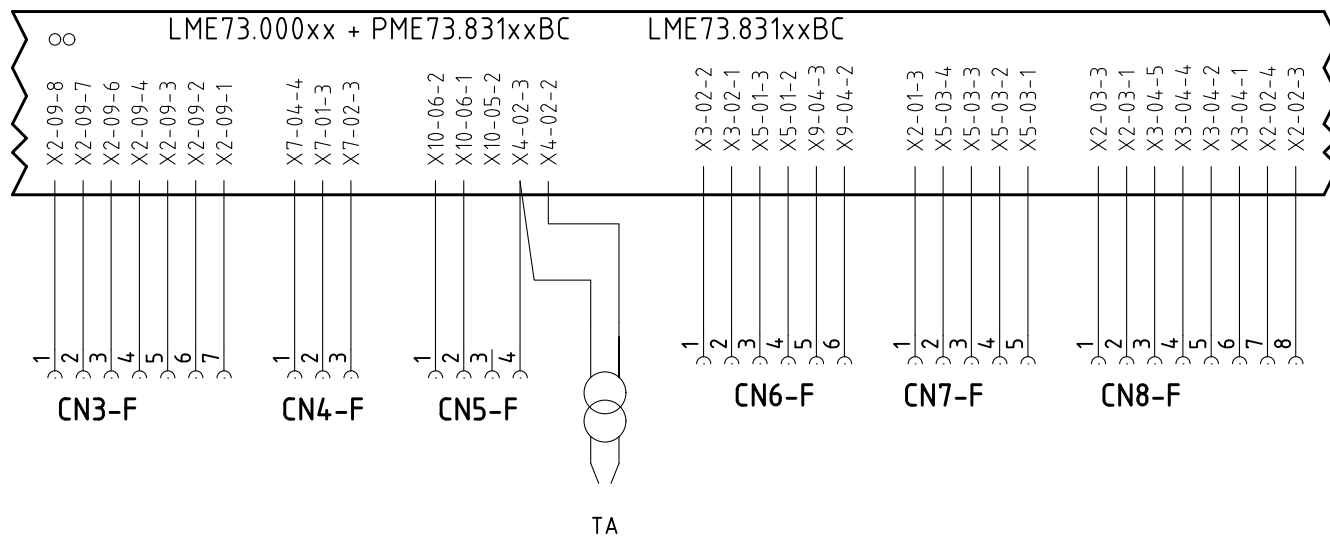 LME73.000xx + PME73.831xxBC
LME73.831xxBC
X2-09-8
X2-09-7
X2-09-6
X2-09-4
X2-09-3
X2-09-2
X2-09-1
X7-04-4
X7-01-3
X7-02-3
X10-06-2
X10-06-1
X10-05-2
X4-02-3
X4-02-2
X3-02-2
X3-02-1
X5-01-3
X5-01-2
X9-04-3
X9-04-2
X2-01-3
X5-03-4
X5-03-3
X5-03-2
X5-03-1
X2-03-3
X2-03-1
X3-04-5
X3-04-4
X3-04-2
X3-04-1
X2-02-4
X2-02-3
1 2 3 4 5 6 7
1 2 3
1 2 3 4
1 2 3 4 5 6
1 2 3 4 5
1 2 3 4 5 6 7 8
CN3-F
CN4-F
CN5-F
CN6-F
CN7-F
CN8-F
TA